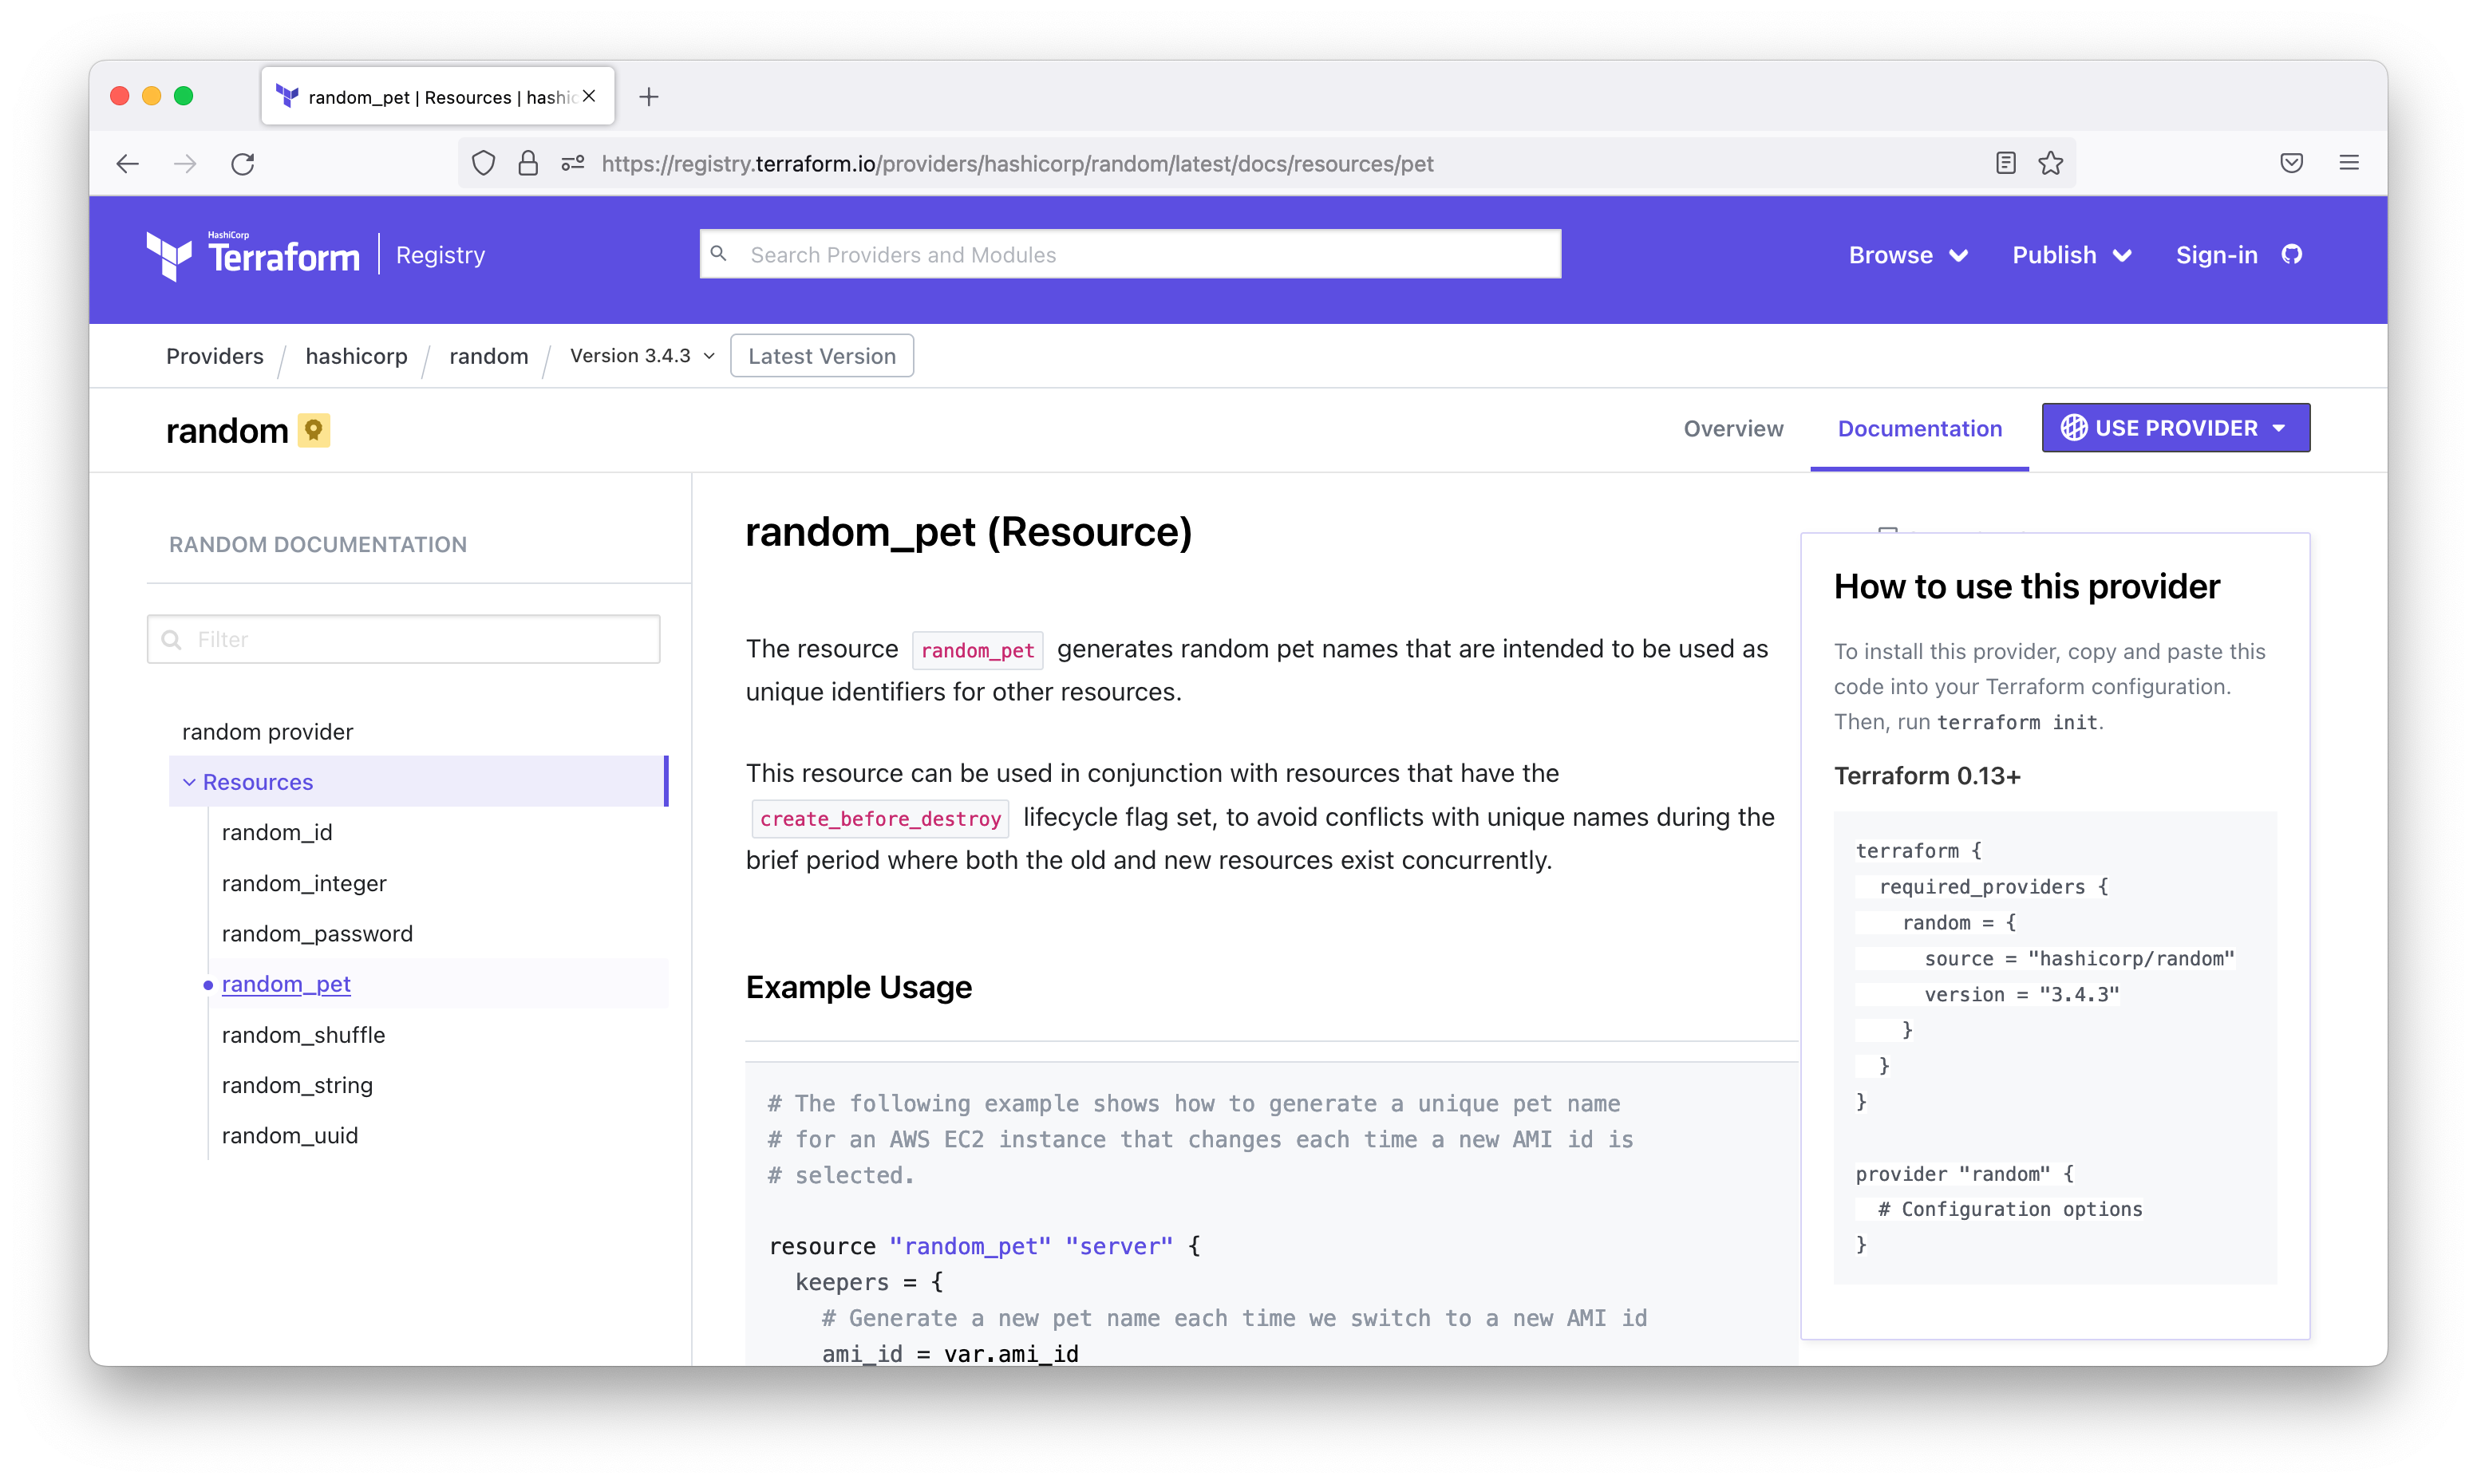 random_pet | Resources | hashic
https://registry.terraform.io/providers/hashicorp/random/latest/docs/resources/pet
HashiCorp
Terraform
Registry
Search Providers and Modules
Browse
Publish
Sign-in
Providers / hashicorp / random / Version 3.4.3
Latest Version
random
Overview
Documentation
USE PROVIDER
RANDOM DOCUMENTATION
Filter
random provider
Resources
random_id
random_integer
random_password
random_pet
random_shuffle
random_string
random_uuid
random_pet (Resource)
The resource random_pet generates random pet names that are intended to be used as
unique identifiers for other resources.
This resource can be used in conjunction with resources that have the
create_before_destroy lifecycle flag set, to avoid conflicts with unique names during the
brief period where both the old and new resources exist concurrently.
Example Usage
# The following example shows how to generate a unique pet name
# for an AWS EC2 instance that changes each time a new AMI id is
# selected.
resource "random_pet" "server" {
keepers = {
# Generate a new pet name each time we switch to a new AMI id
ami_id = var.ami_id
How to use this provider
To install this provider, copy and paste this
code into your Terraform configuration.
Then, run terraform init.
Terraform 0.13+
terraform {
required_providers {
random = {
source = "hashicorp/random"
version = "3.4.3"
}
}
}
provider "random" {
# Configuration options
}